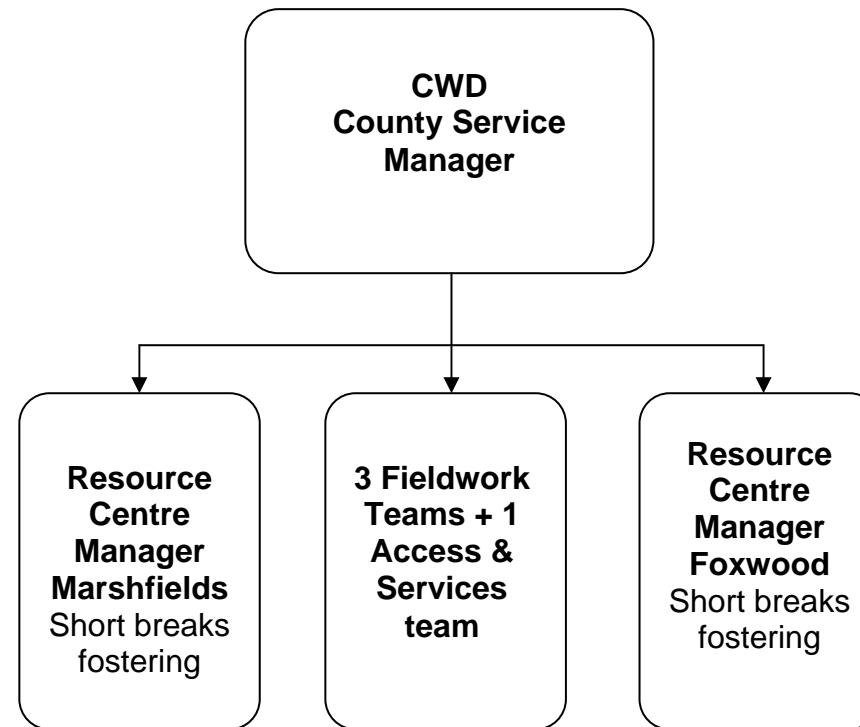 CWD
County Service
Manager
Resource
Centre
Manager
Marshfields
Short breaks
fostering
3 Fieldwork
Teams + 1
Access &
Services
team
Resource
Centre
Manager
Foxwood
Short breaks
fostering